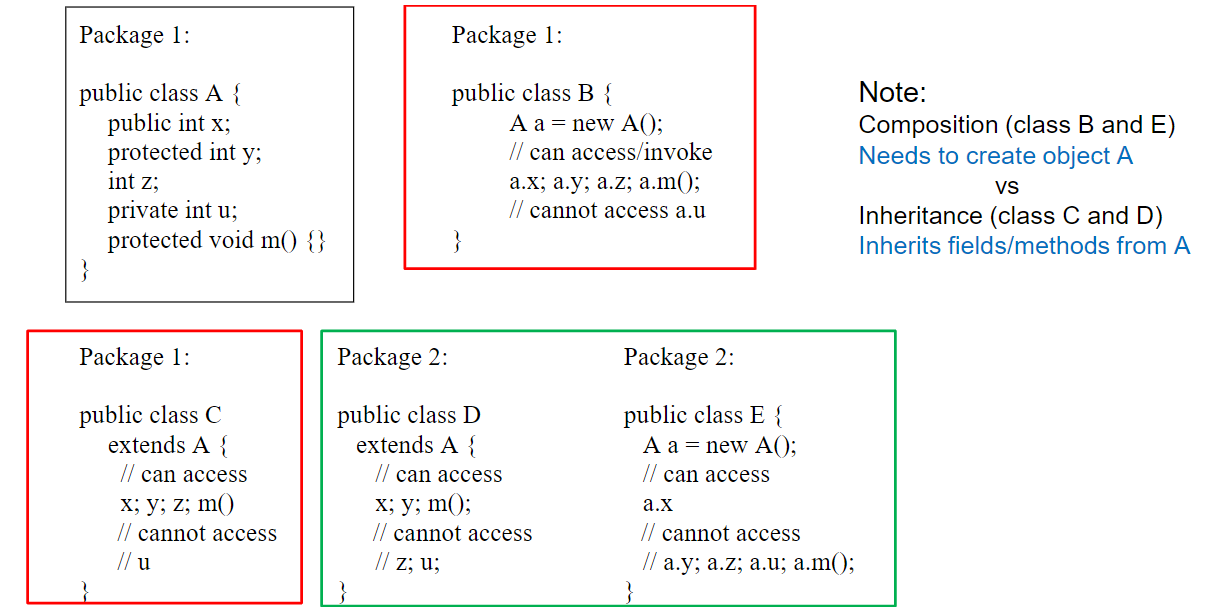 Package 1:
public class A {
public int x;
protected int y;
int z;
private int u;
protected void m() {}
}
Package 1:
public class B {
A a = new A();
// can access/invoke
a.x; a.y; a.z; a.m();
// cannot access a.u
}
Note:
Composition (class B and E)
Needs to create object A
vs
Inheritance (class C and D)
Inherits fields/methods from A
Package 1:
public class C
extends A {
// can access
x; y; z; m()
// cannot access
// u
}
Package 2:
public class D
extends A {
// can access
x; y; m();
// cannot access
// z; u;
}
Package 2:
public class E {
A a = new A();
// can access
a.x
// cannot access
// a.y; a.z; a.u; a.m();
}